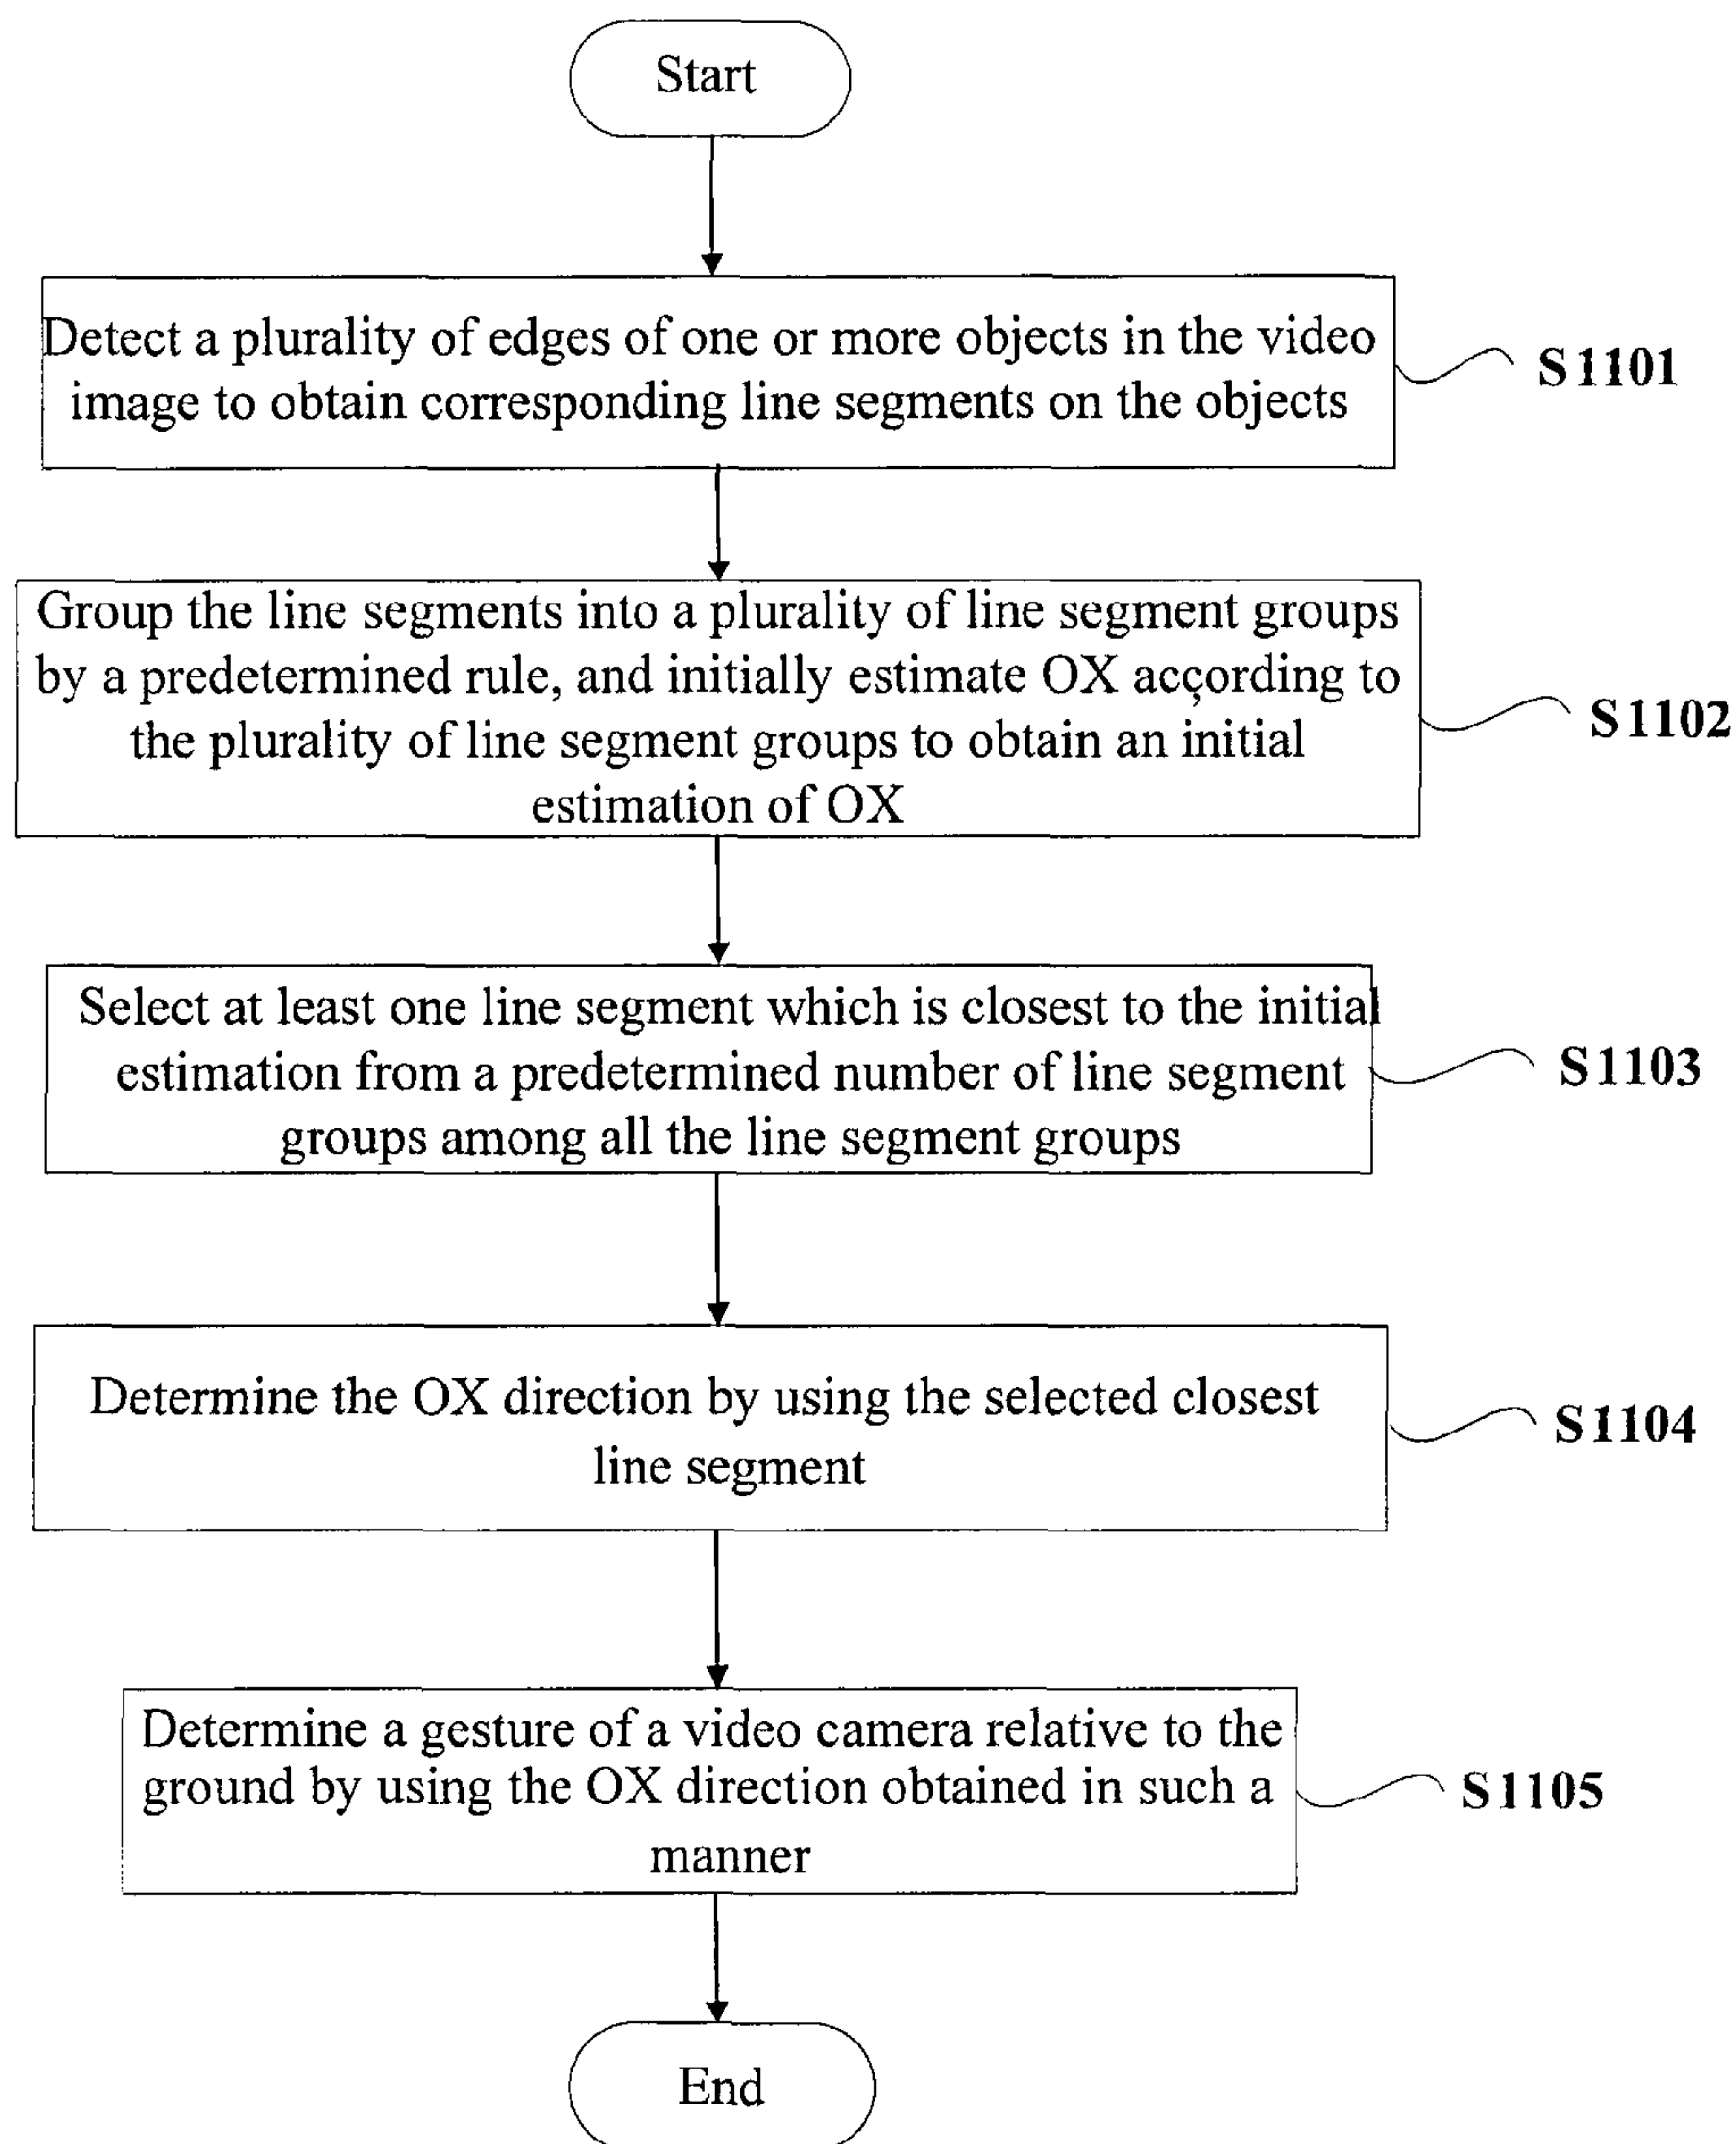 Start
Detect a plurality of edges of one or more objects in the video
image to obtain corresponding line segments on the objects
S1101
Group the line segments into a plurality of line segment groups
by a predetermined rule, and initially estimate OX according to
the plurality of line segment groups to obtain an initial
estimation of OX
S1102
Select at least one line segment which is closest to the initial
estimation from a predetermined number of line segment
groups among all the line segment groups
S1103
Determine the OX direction by using the selected closest
line segment
S1104
Determine a gesture of a video camera relative to the
ground by using the OX direction obtained in such a
manner
S1105
End